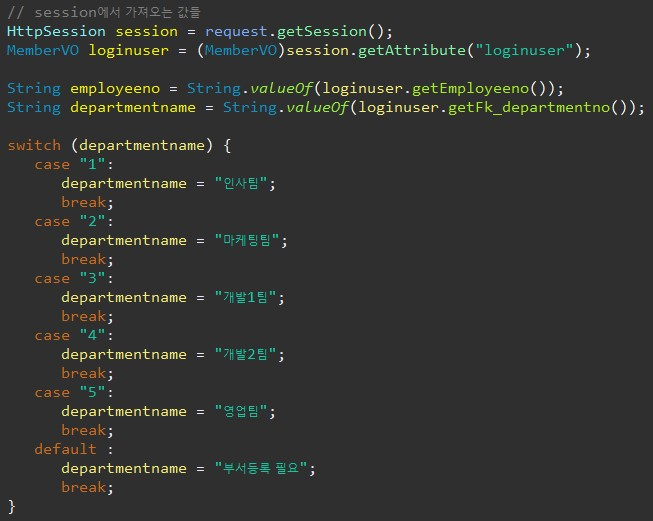 // session에서 가져오는 값들
HttpSession session = request.getSession();
MemberVO loginuser = (MemberVO)session.getAttribute("loginuser");
String employeeno = String.valueOf(loginuser.getEmployeeno());
String departmentname = String.valueOf(loginuser.getFk_departmentno());
switch (departmentname) {
case "1":
departmentname = "인사팀";
break;
case "2":
departmentname = "마케팅팀";
break;
case "3":
departmentname = "개발1팀";
break;
case "4":
departmentname = "개발2팀";
break;
case "5":
departmentname = "영업팀";
break;
default :
departmentname = "부서등록 필요";
break;
}